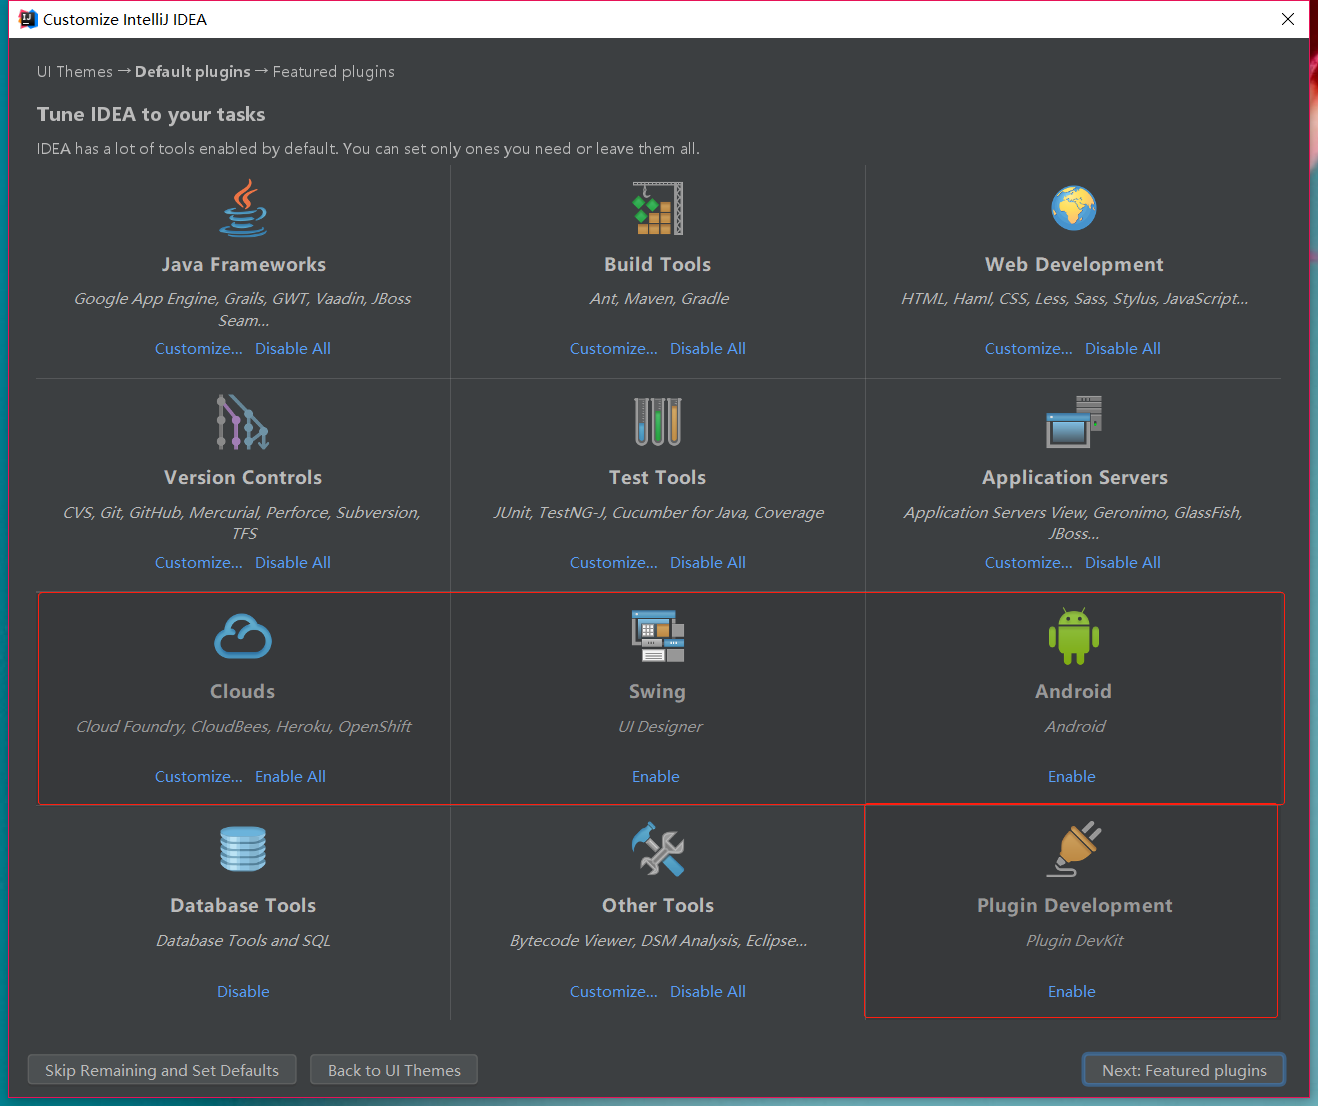 Customize IntelliJ IDEA
UI Themes → Default plugins → Featured plugins
Tune IDEA to your tasks
IDEA has a lot of tools enabled by default. You can set only ones you need or leave them all.
Java Frameworks
Google App Engine, Grails, GWT, Vaadin, JBoss
Seam...
Customize... Disable All
Build Tools
Ant, Maven, Gradle
Customize... Disable All
Web Development
HTML, Haml, CSS, Less, Sass, Stylus, JavaScript...
Customize... Disable All
Version Controls
CVS, Git, GitHub, Mercurial, Perforce, Subversion,
TFS
Customize... Disable All
Test Tools
JUnit, TestNG-J, Cucumber for Java, Coverage
Customize... Disable All
Application Servers
Application Servers View, Geronimo, GlassFish,
JBoss...
Customize... Disable All
Clouds
Cloud Foundry, CloudBees, Heroku, OpenShift
Customize... Enable All
Swing
UI Designer
Enable
Android
Android
Enable
Database Tools
Database Tools and SQL
Disable
Other Tools
Bytecode Viewer, DSM Analysis, Eclipse...
Customize... Disable All
Plugin Development
Plugin DevKit
Enable
Skip Remaining and Set Defaults
Back to UI Themes
Next: Featured plugins